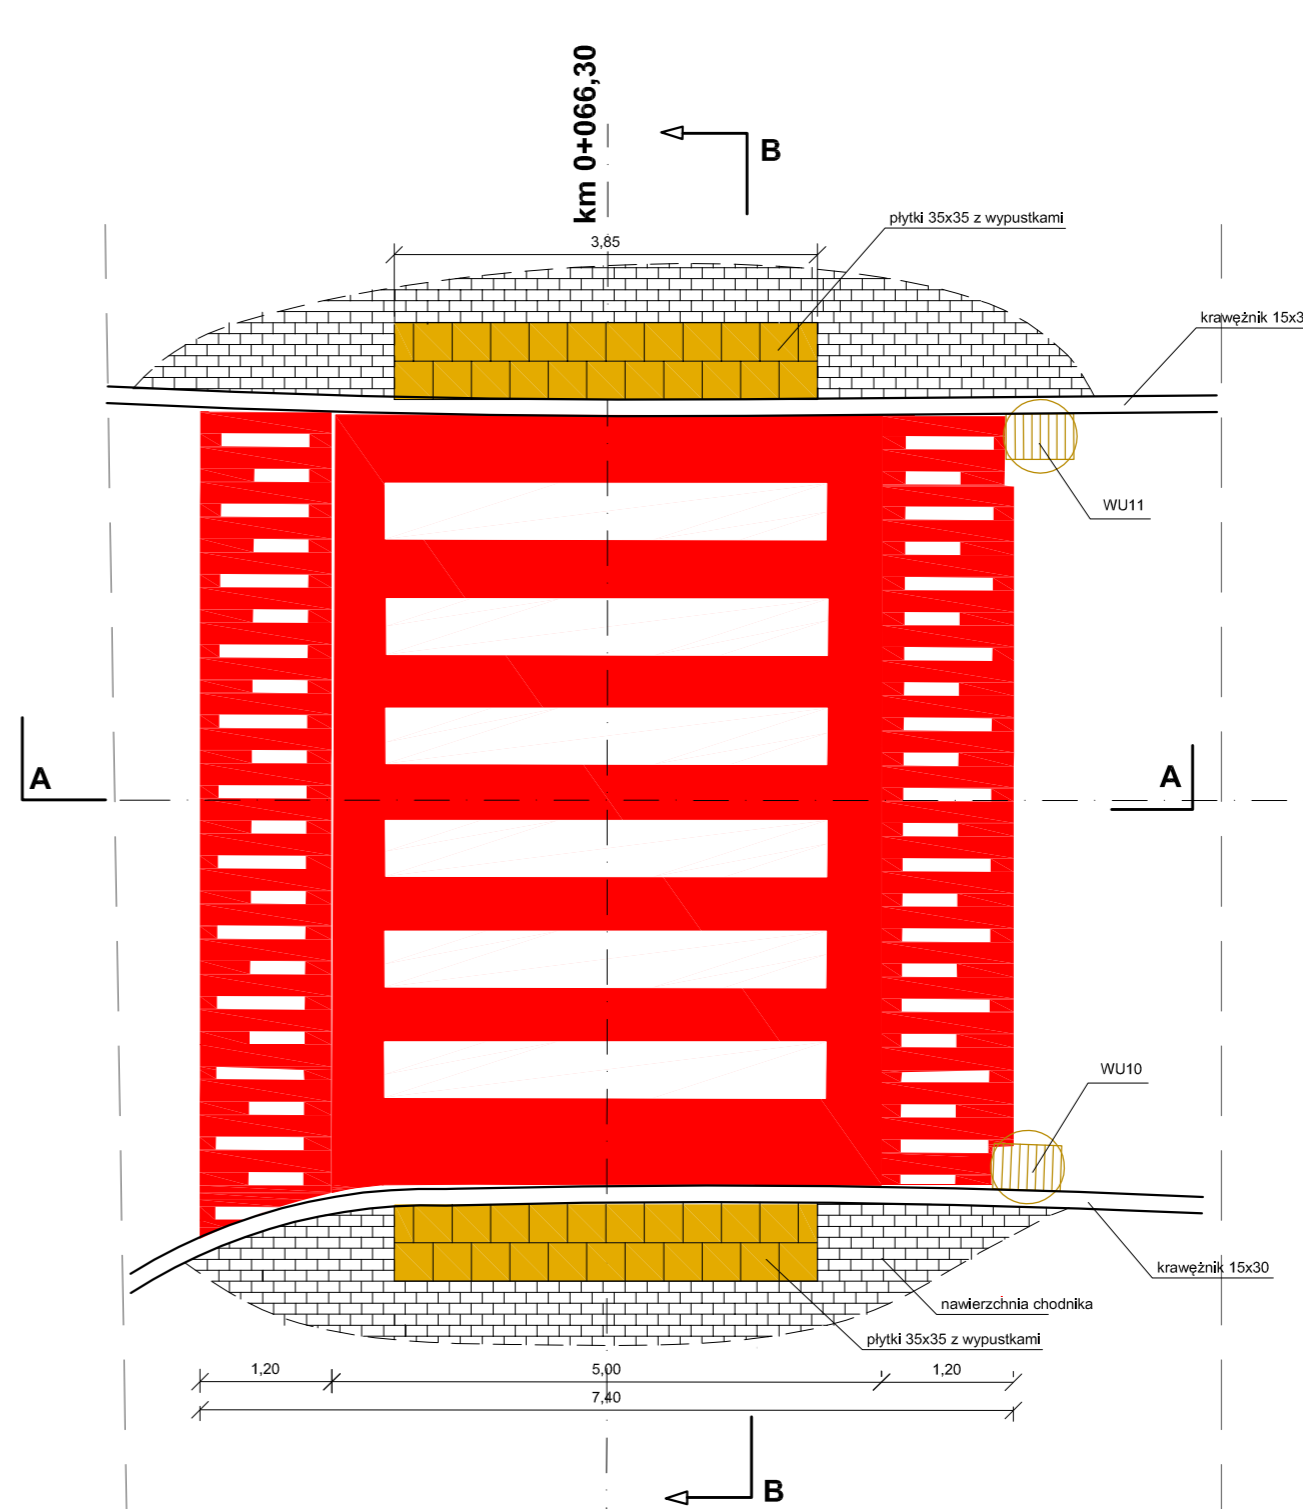 km 0+066,30
B
płytki 35x35 z wypustkami
3,85
krawężnik 15x3
WU11
A
A
WU10
krawężnik 15x30
nawierzchnia chodnika
płytki 35x35 z wypustkami
1,20
5,00
1,20
7,40
B